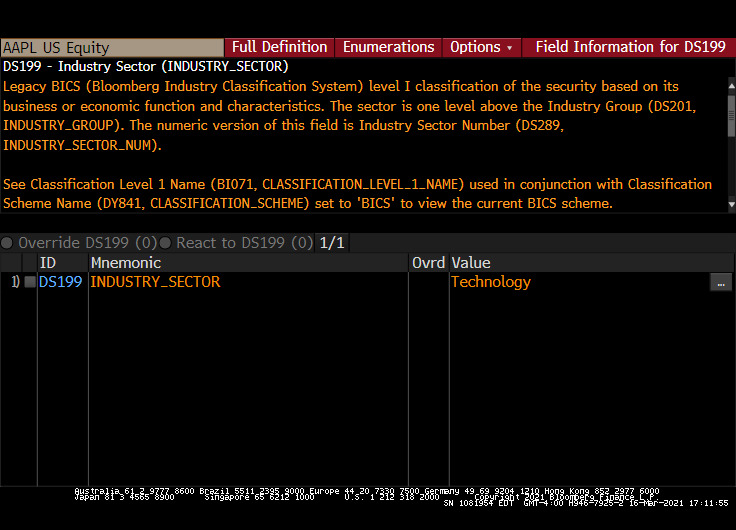 AAPL US Equity Full Definition Enumerations Options ▾ Field Information for DS199
DS199 - Industry Sector (INDUSTRY_SECTOR)
Legacy BICS (Bloomberg Industry Classification System) level I classification of the security based on its
business or economic function and characteristics. The sector is one level above the Industry Group (DS201,
INDUSTRY_GROUP). The numeric version of this field is Industry Sector Number (DS289,
INDUSTRY_SECTOR_NUM).
See Classification Level 1 Name (BI071, CLASSIFICATION_LEVEL_1_NAME) used in conjunction with Classification
Scheme Name (DY841, CLASSIFICATION_SCHEME) set to 'BICS' to view the current BICS scheme.
Override DS199 (0) React to DS199 (0) 1/1
ID Mnemonic Ovrd Value
1) DS199 INDUSTRY_SECTOR Technology ...
Australia 61 2 9777 8600 Brazil 5511 2395 9000 Europe 44 20 7330 7500 Germany 49 69 9204 1210 Hong Kong 852 2977 6000
Japan 81 3 4565 8900 Singapore 65 6212 1000 U.S. 1 212 318 2000 Copyright 2021 Bloomberg Finance L.P.
SN 1081954 EDT GMT-4:00 H946-7926-2 16-Mar-2021 17:11:55